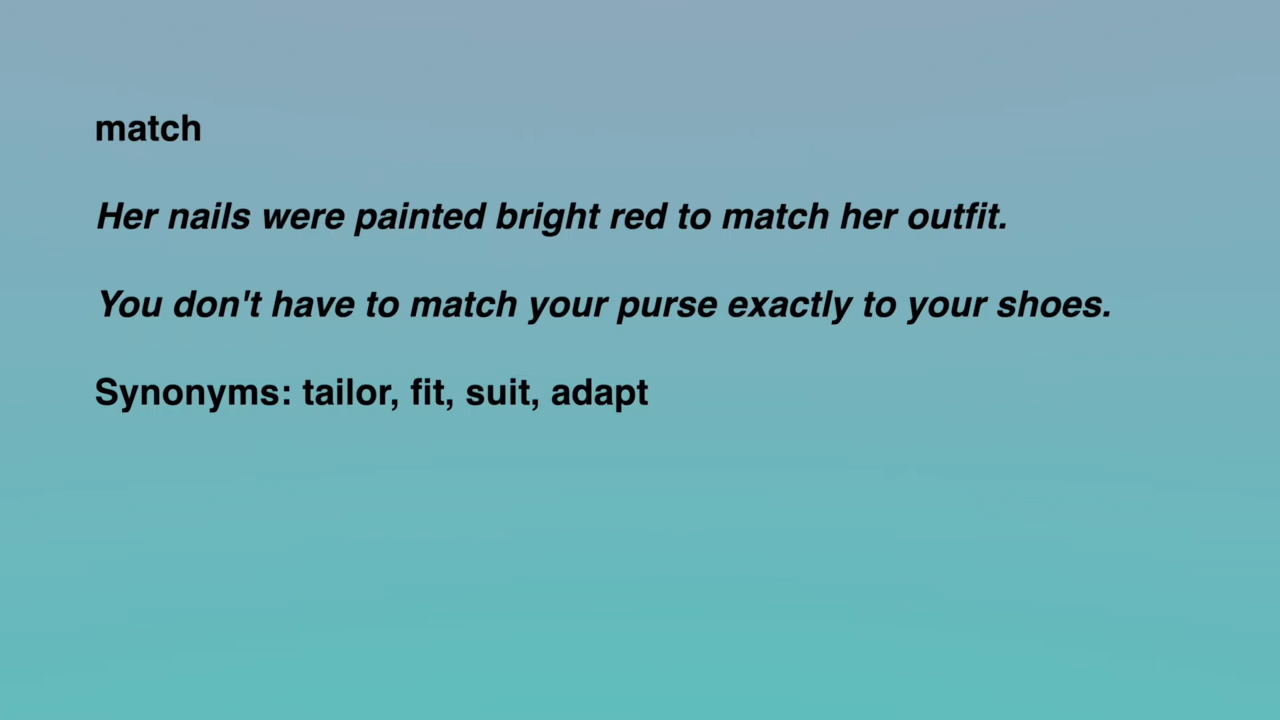 match
Her nails were painted bright red to match her outfit.
You don't have to match your purse exactly to your shoes.
Synonyms: tailor, fit, suit, adapt